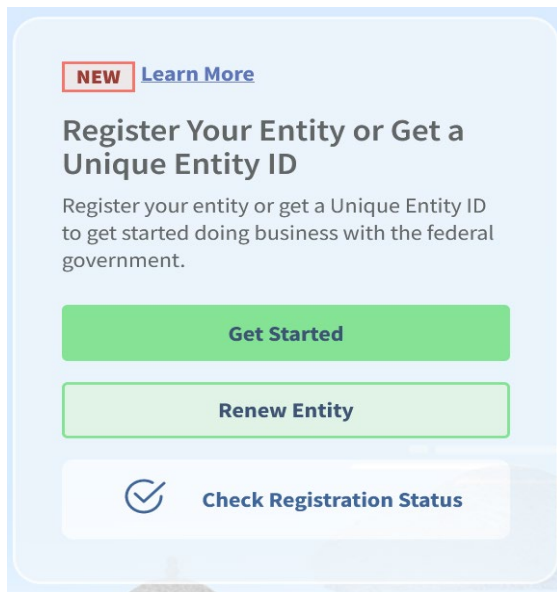 NEW Learn More
Register Your Entity or Get a
Unique Entity ID
Register your entity or get a Unique Entity ID
to get started doing business with the federal
government.
Get Started
Renew Entity
Check Registration Status